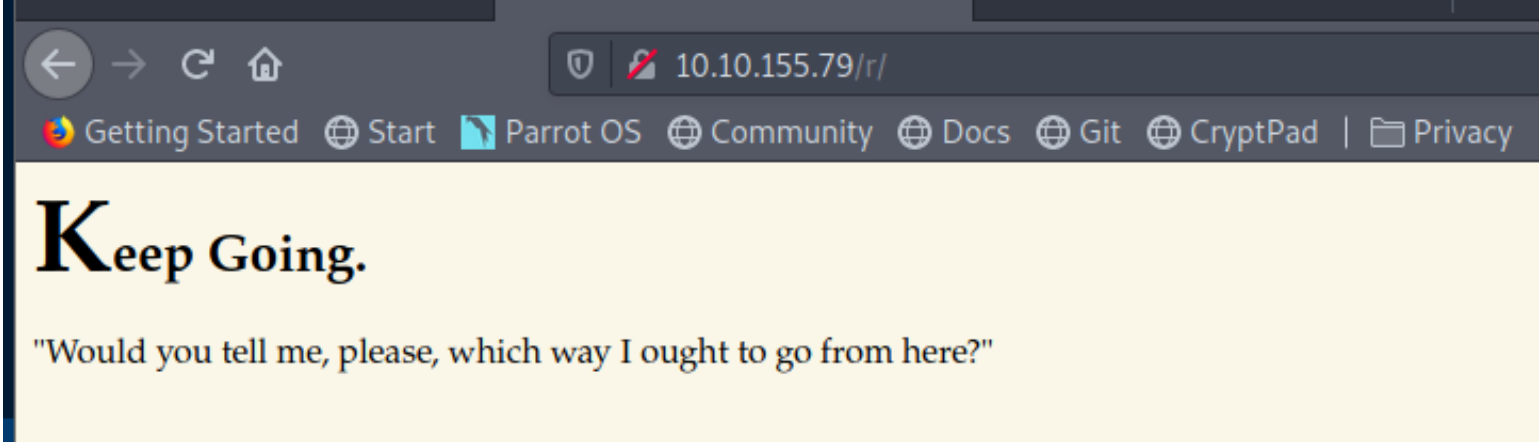 10.10.155.79/r/
Getting Started Start Parrot OS Community Docs Git CryptPad | Privacy
Keep Going.
"Would you tell me, please, which way I ought to go from here?"